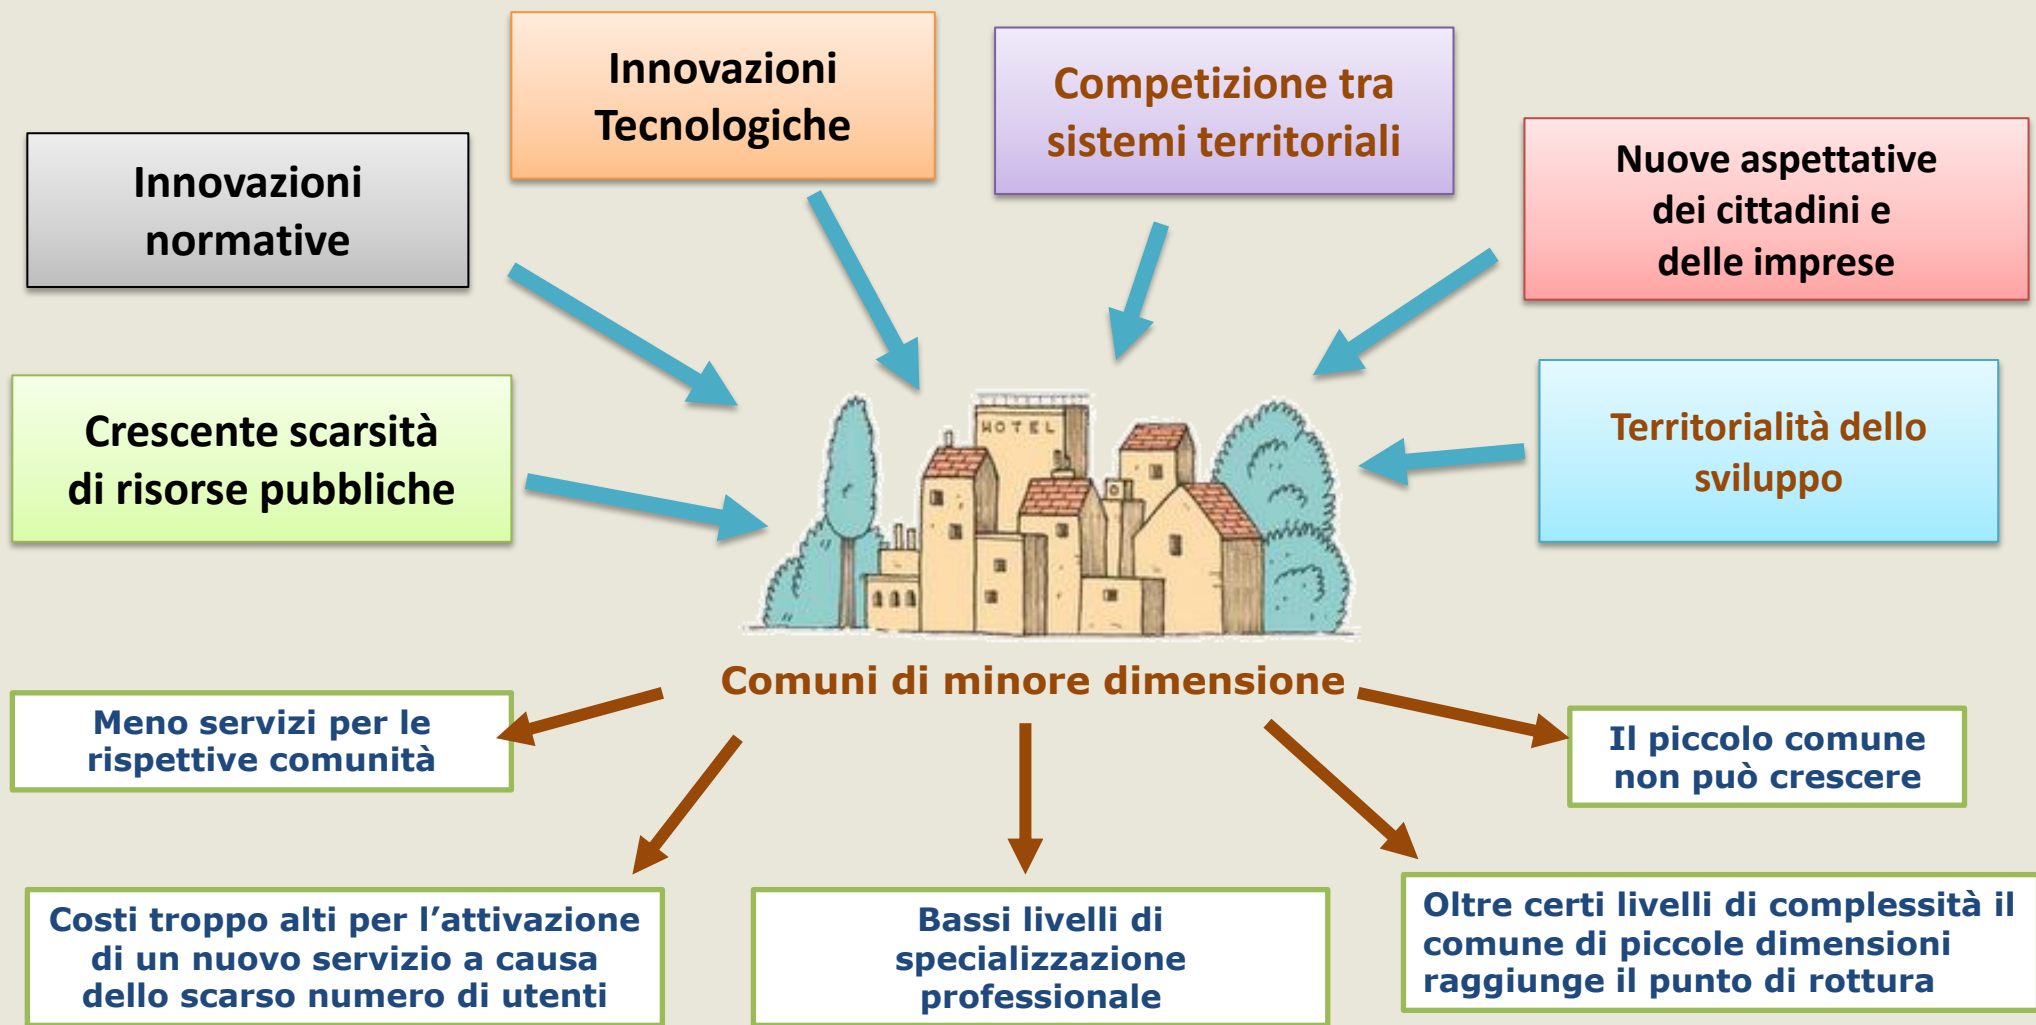 Innovazioni
Tecnologiche
Competizione tra
sistemi territoriali
Innovazioni
normative
Nuove aspettative
dei cittadini e
delle imprese
Crescente scarsità
di risorse pubbliche
Territorialità dello
sviluppo
HOTEL
Comuni di minore dimensione
Meno servizi per le
rispettive comunità
Il piccolo comune
non può crescere
Costi troppo alti per l’attivazione
di un nuovo servizio a causa
dello scarso numero di utenti
Bassi livelli di
specializzazione
professionale
Oltre certi livelli di complessità il
comune di piccole dimensioni
raggiunge il punto di rottura